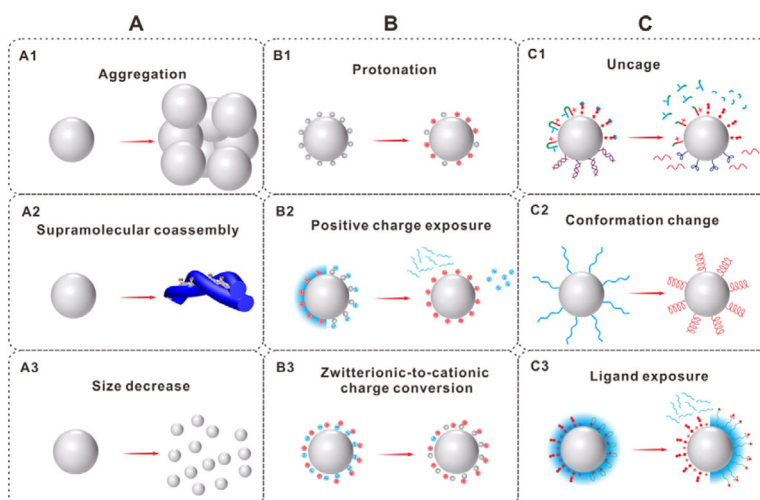 A
B
C
A1
Aggregation
B1
Protonation
C1
Uncage
A2
Supramolecular coassembly
B2
Positive charge exposure
C2
Conformation change
A3
Size decrease
B3
Zwitterionic-to-cationic
charge conversion
C3
Ligand exposure